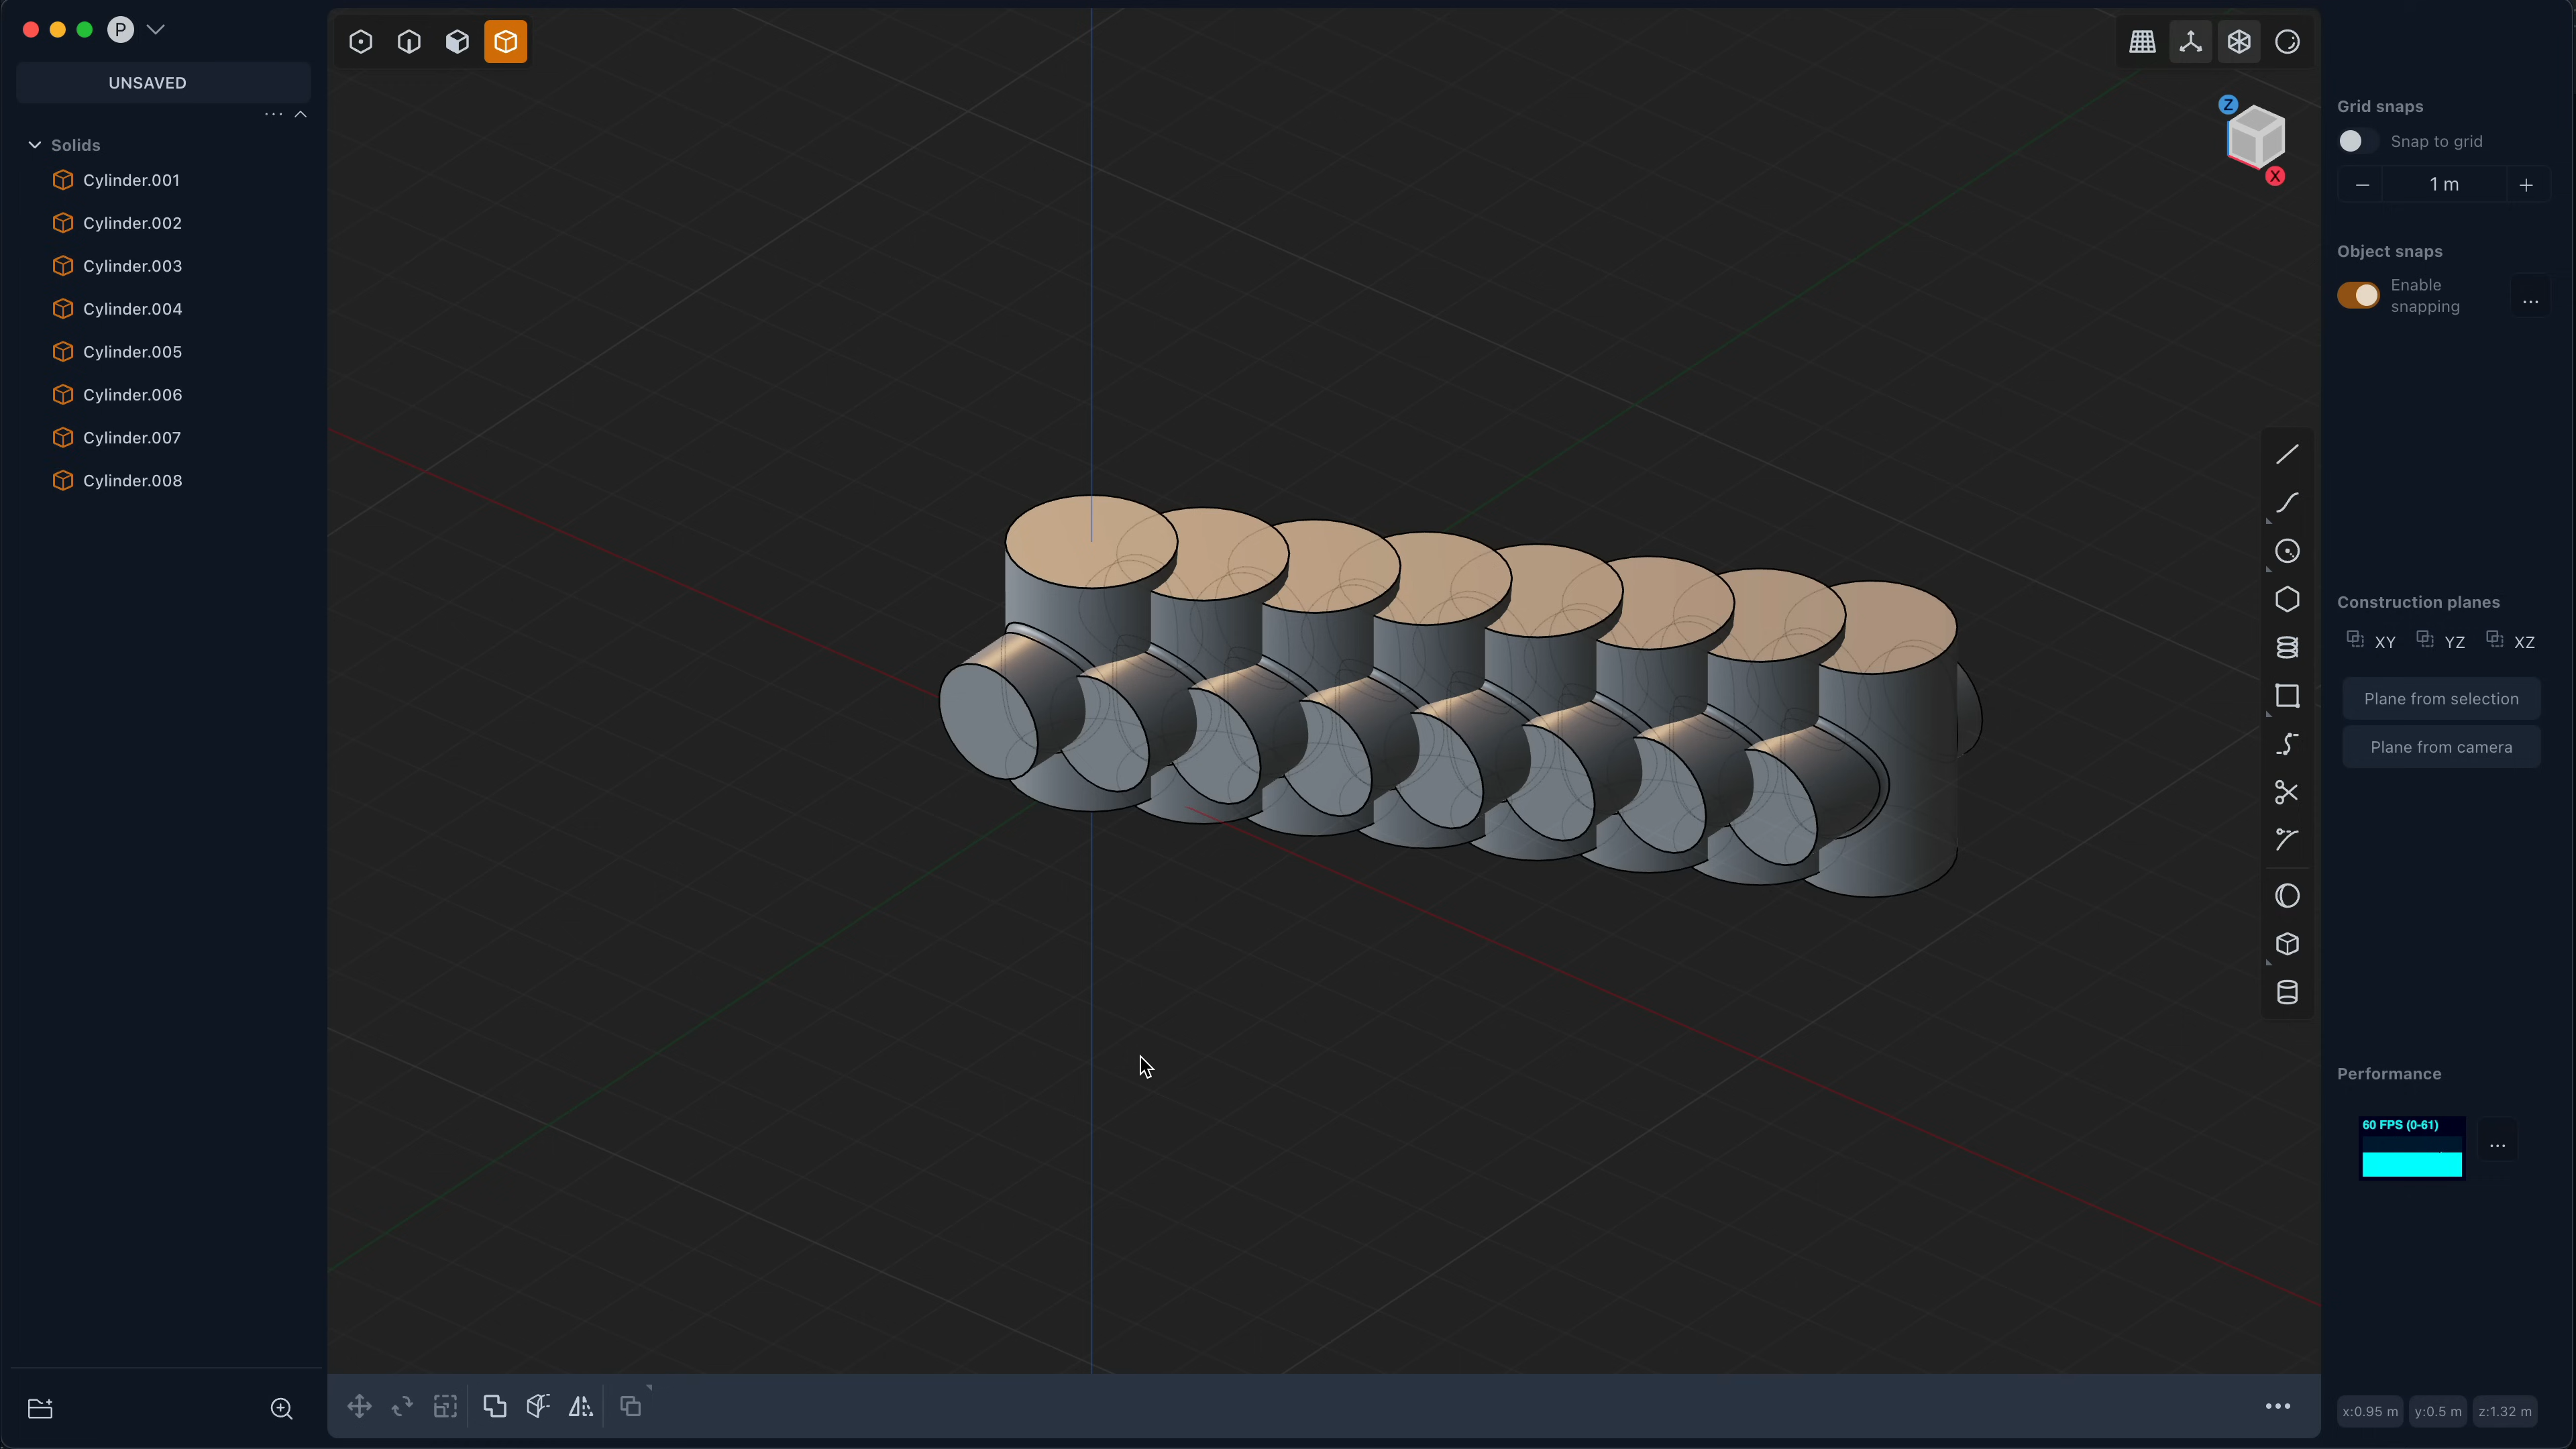 P
UNSAVED
Solids
Cylinder.001
Cylinder.002
Cylinder.003
Cylinder.004
Cylinder.005
Cylinder.006
Cylinder.007
Cylinder.008
Z
X
Grid snaps
Snap to grid
1 m
Object snaps
Enable
snapping
Construction planes
XY YZ XZ
Plane from selection
Plane from camera
Performance
60 FPS (0-61)
x:0.95 m y:0.5 m z:1.32 m